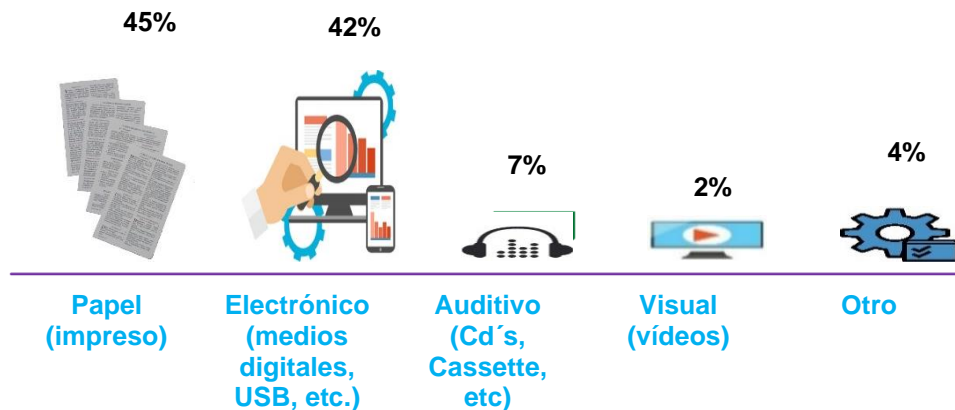 45%
42%
7%
2%
4%
Papel
(impreso)
Electrónico
(medios
digitales,
USB, etc.)
Auditivo
(Cd´s,
Cassette,
etc)
Visual
(vídeos)
Otro